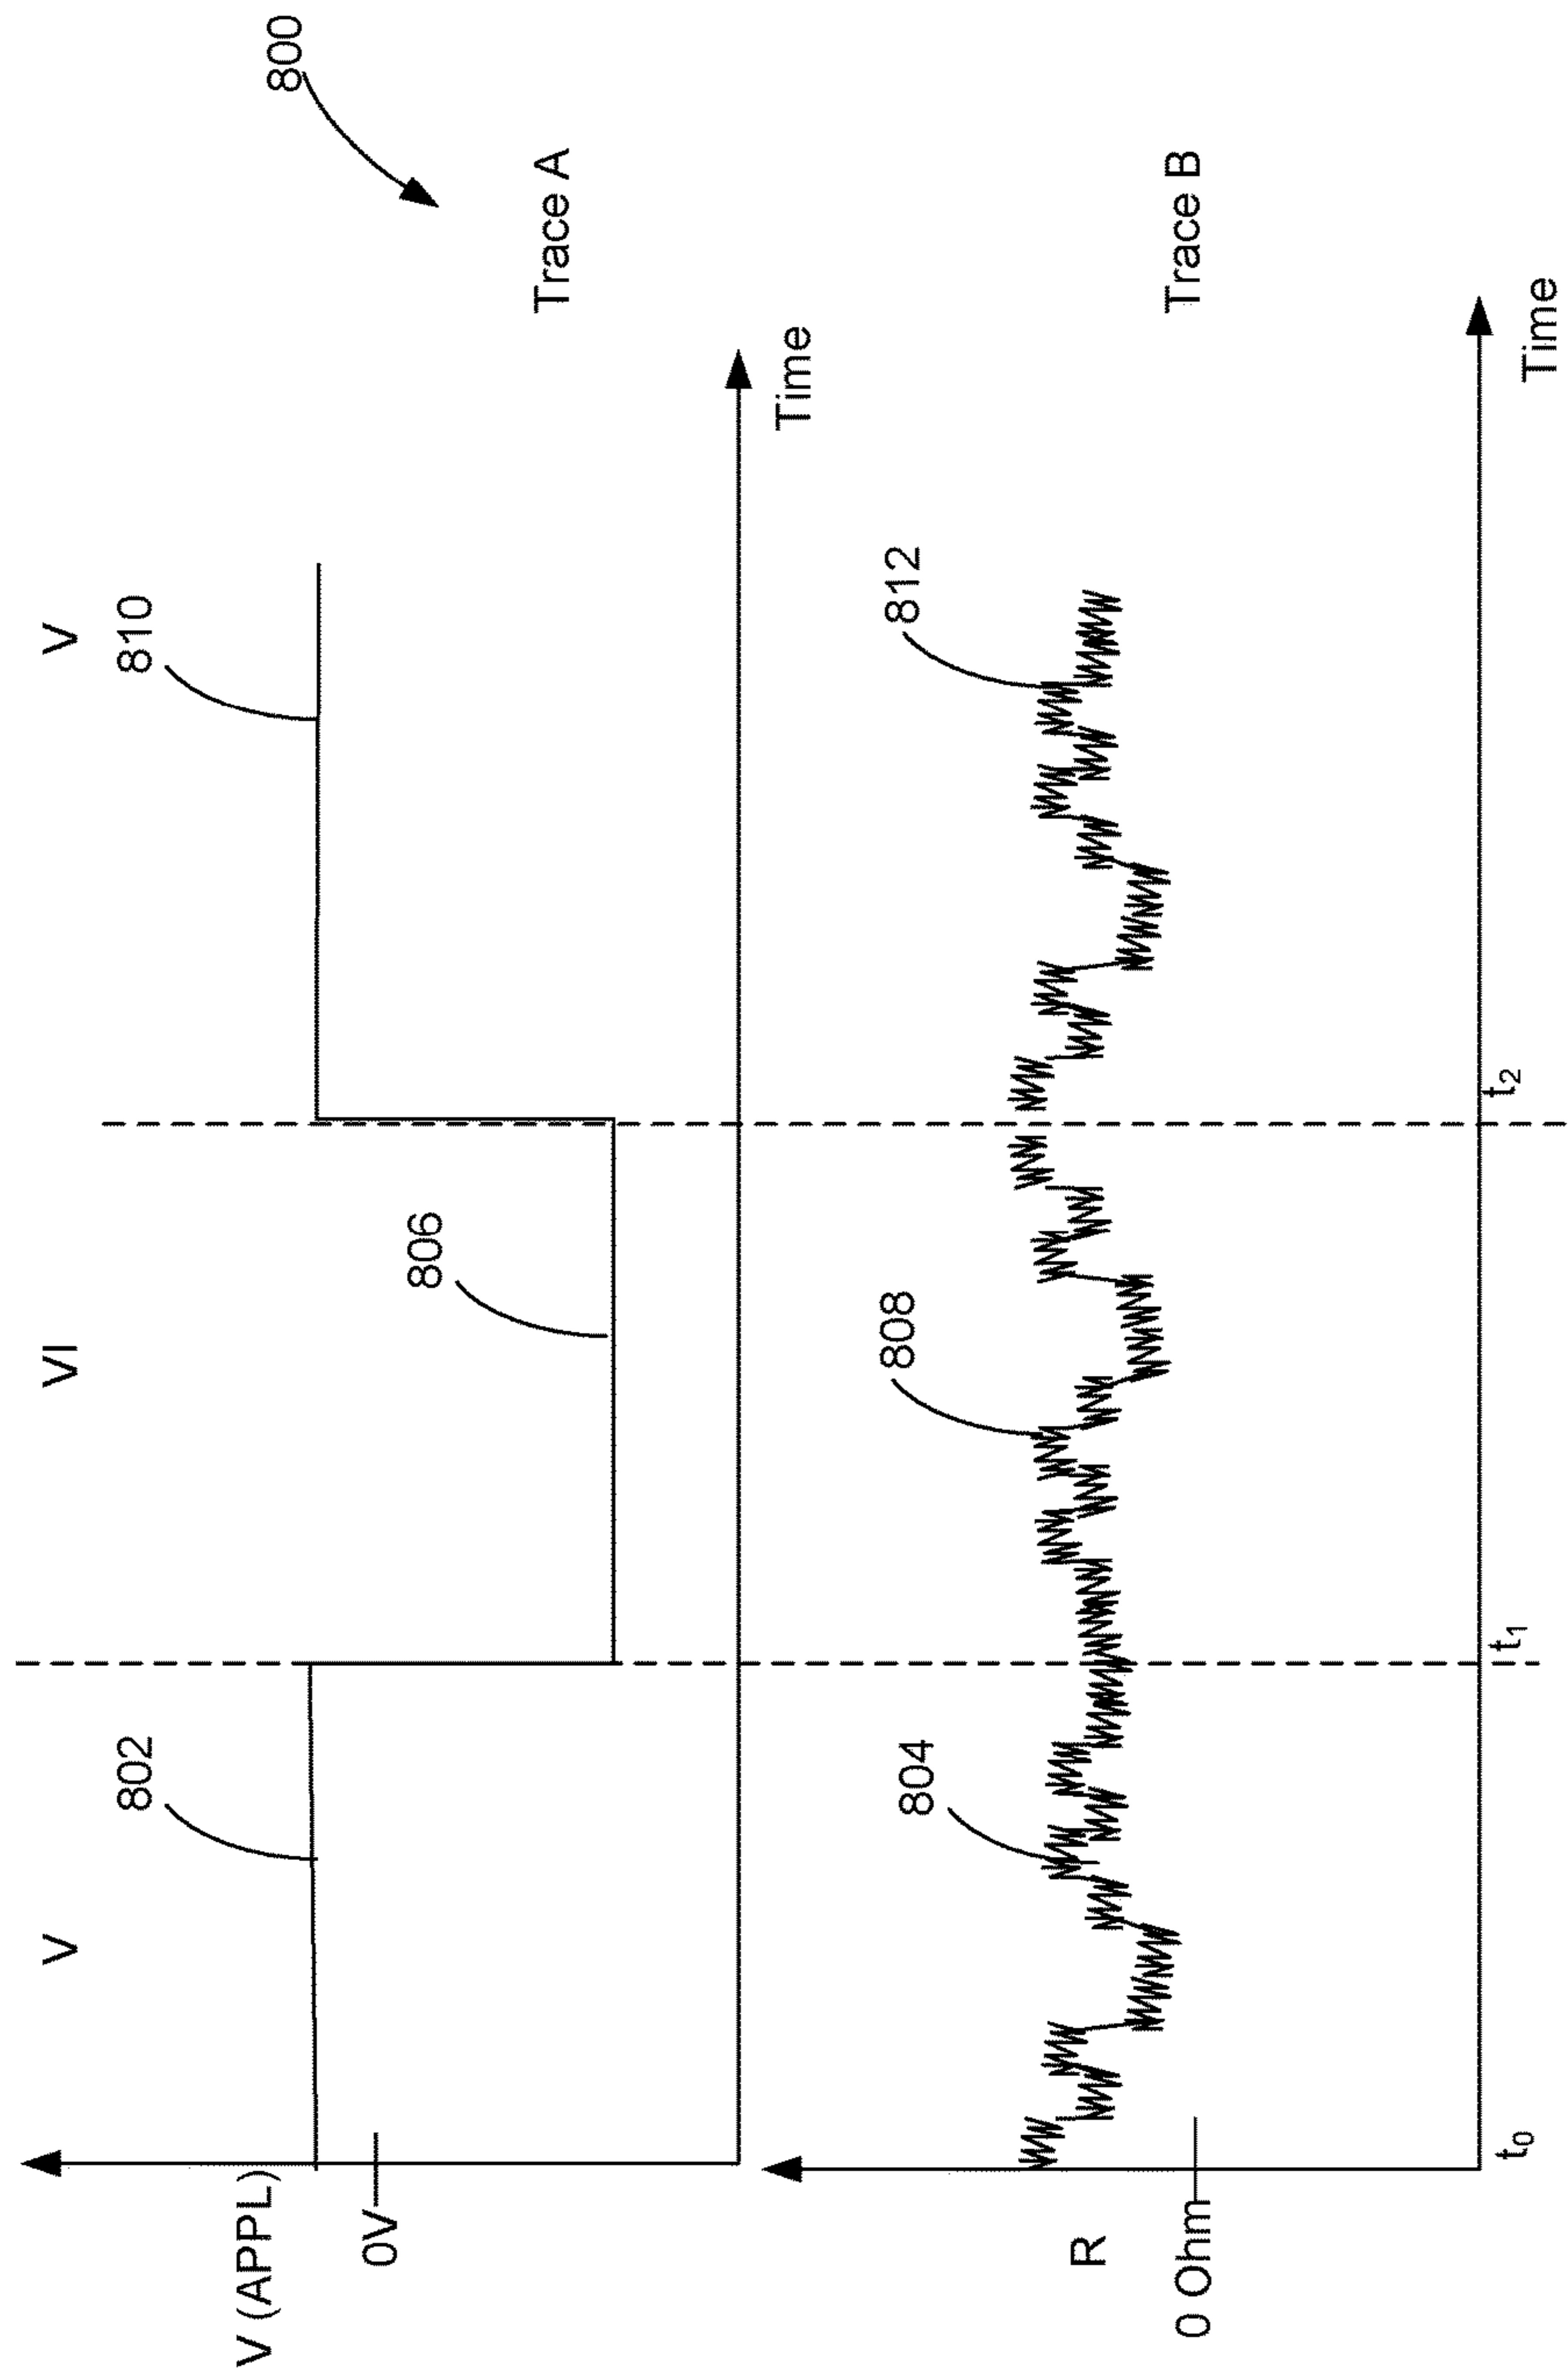 800
V
VI
V
802
810
806
V (APPL)
0V
Trace A
Time
804
808
812
R
0 Ohm
Trace B
t0
t1
t2
Time